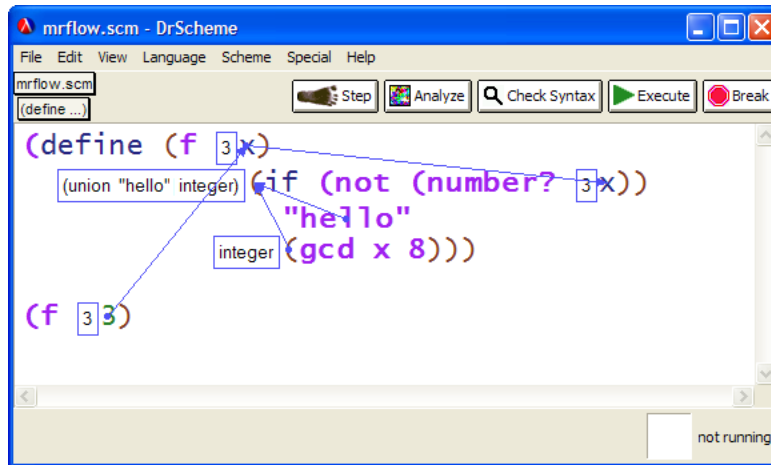 mrflow.scm - DrScheme
File Edit View Language Scheme Special Help
mrflow.scm
(define ...)
Step Analyze Check Syntax Execute Break
(define (f 3 x)
(union "hello" integer) (if (not (number? 3 x))
"hello"
integer (gcd x 8)))
(f 3 3)
not running